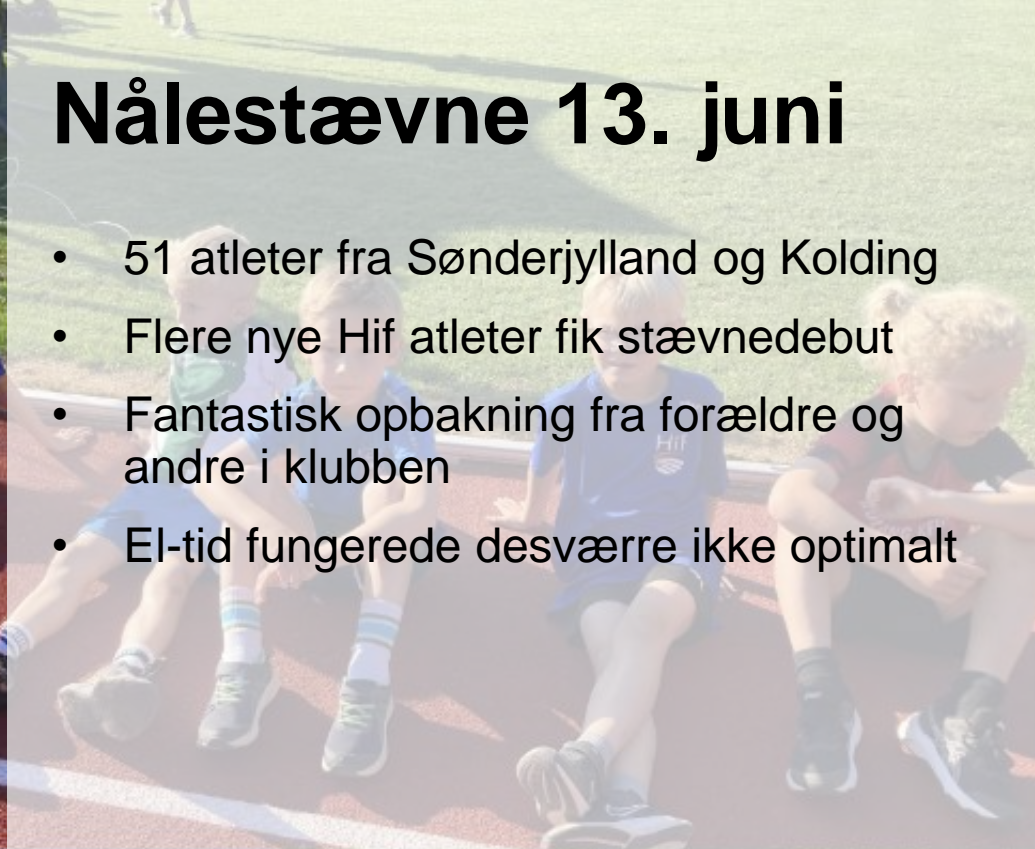 Nålestævne 13. juni
• 51 atleter fra Sønderjylland og Kolding
• Flere nye Hif atleter fik stævnedebut
• Fantastisk opbakning fra forældre og
andre i klubben
• El-tid fungerede desværre ikke optimalt
Hif